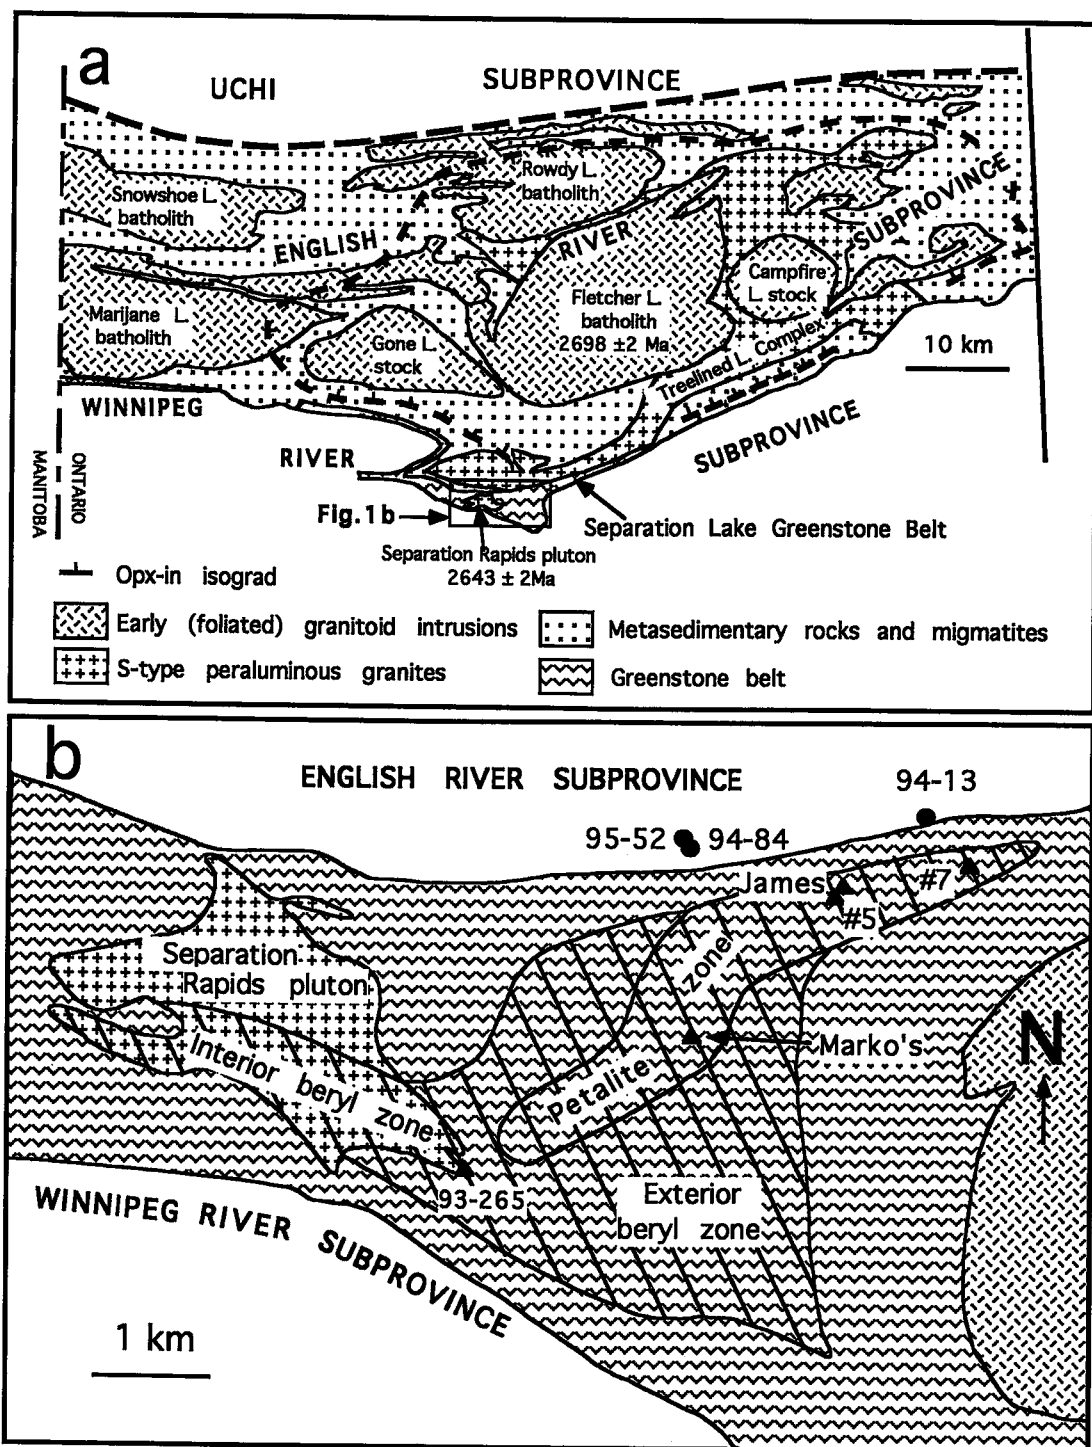 a
UCHI SUBPROVINCE
Snowshoe L.
batholith
Rowdy L.
batholith
ENGLISH RIVER SUBPROVINCE
Marijane L.
batholith
Gone L.
stock
Fletcher L.
batholith
2698 ±2 Ma
Campfire
L. stock
Treelined L. Complex
10 km
WINNIPEG
RIVER
SUBPROVINCE
MANITOBA
ONTARIO
Fig.1b
Separation Lake Greenstone Belt
Separation Rapids pluton
2643 ± 2Ma
Opx-in isograd
Early (foliated) granitoid intrusions
S-type peraluminous granites
Metasedimentary rocks and migmatites
Greenstone belt
b
ENGLISH RIVER SUBPROVINCE
94-13
95-52
94-84
James
#7
#5
Separation
Rapids pluton
Interior beryl zone
Petalite zone
Marko's
N
93-265
Exterior
beryl zone
WINNIPEG RIVER SUBPROVINCE
1 km